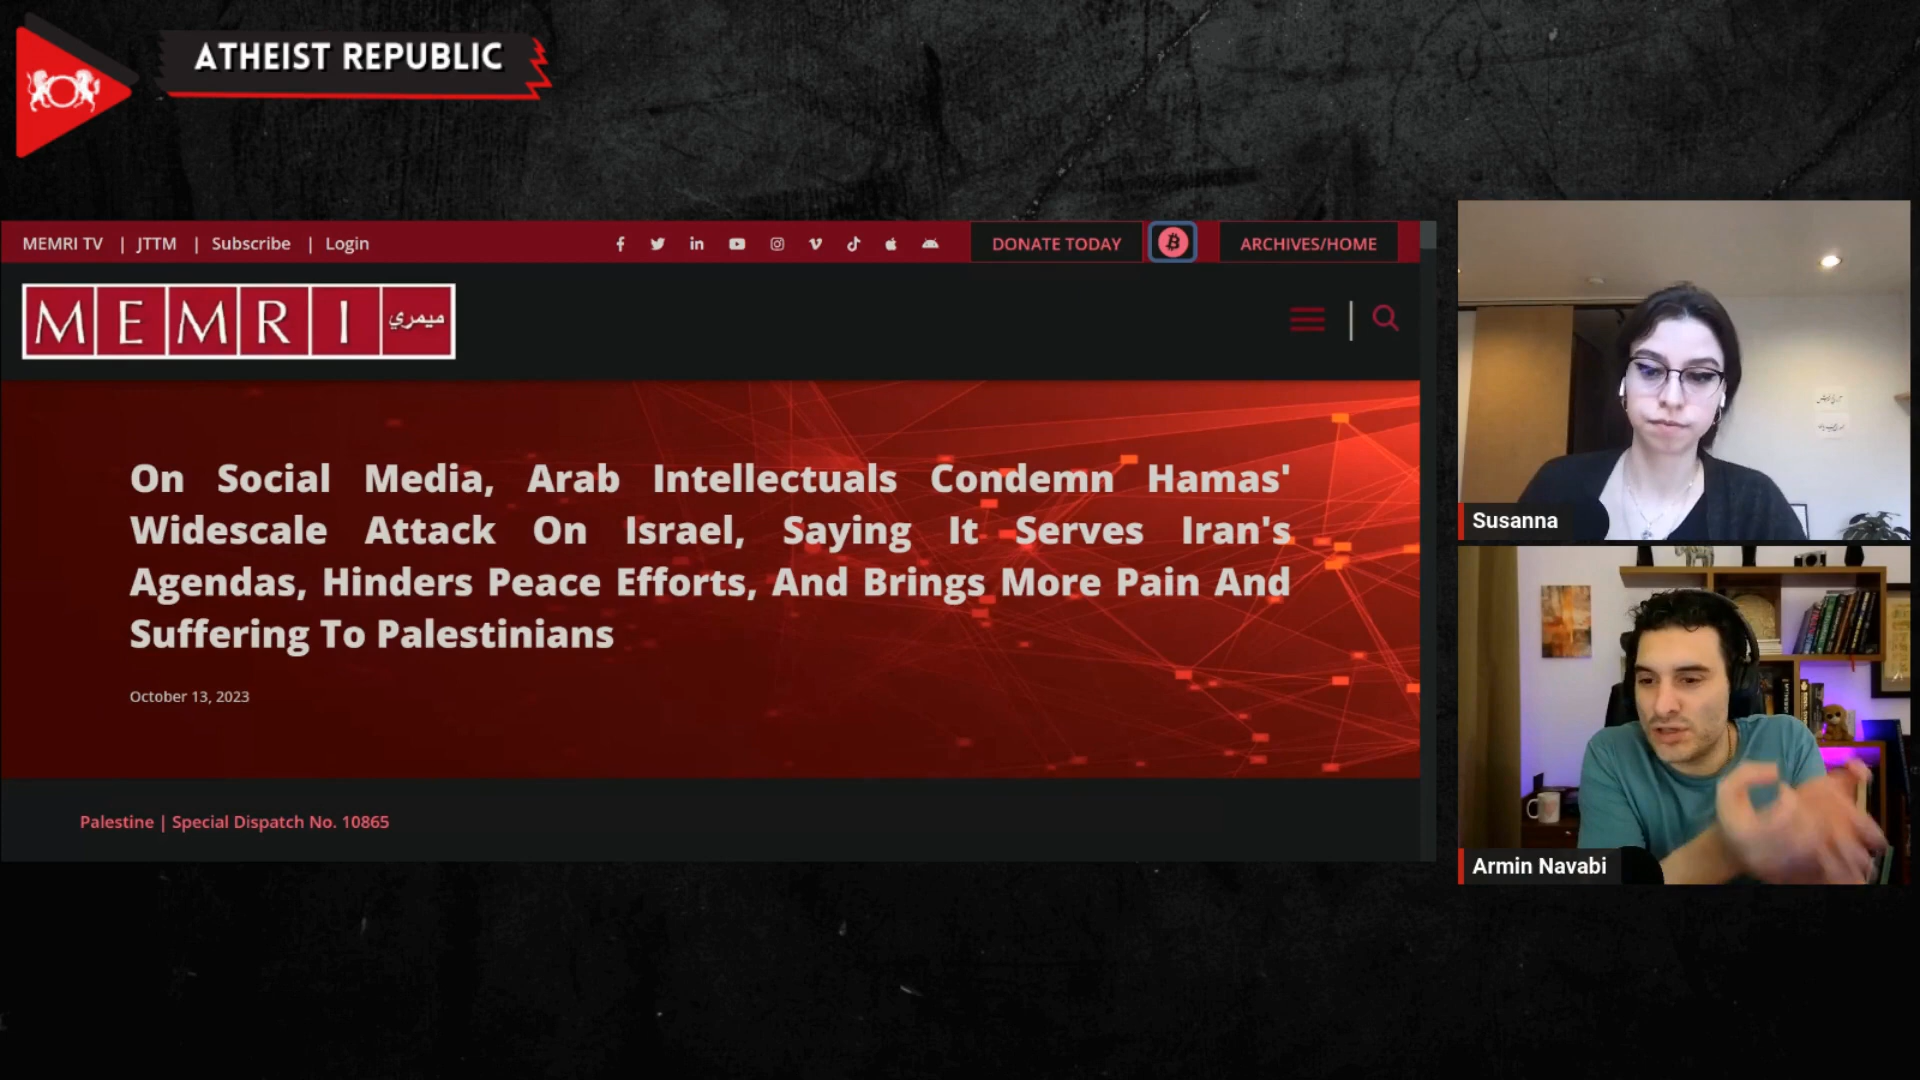 ATHEIST REPUBLIC
MEMRI TV | JTTM | Subscribe | Login
DONATE TODAY
ARCHIVES/HOME
MEMRI ميمري
On Social Media, Arab Intellectuals Condemn Hamas'
Widescale Attack On Israel, Saying It Serves Iran's
Agendas, Hinders Peace Efforts, And Brings More Pain And
Suffering To Palestinians
October 13, 2023
Palestine | Special Dispatch No. 10865
Susanna
Armin Navabi